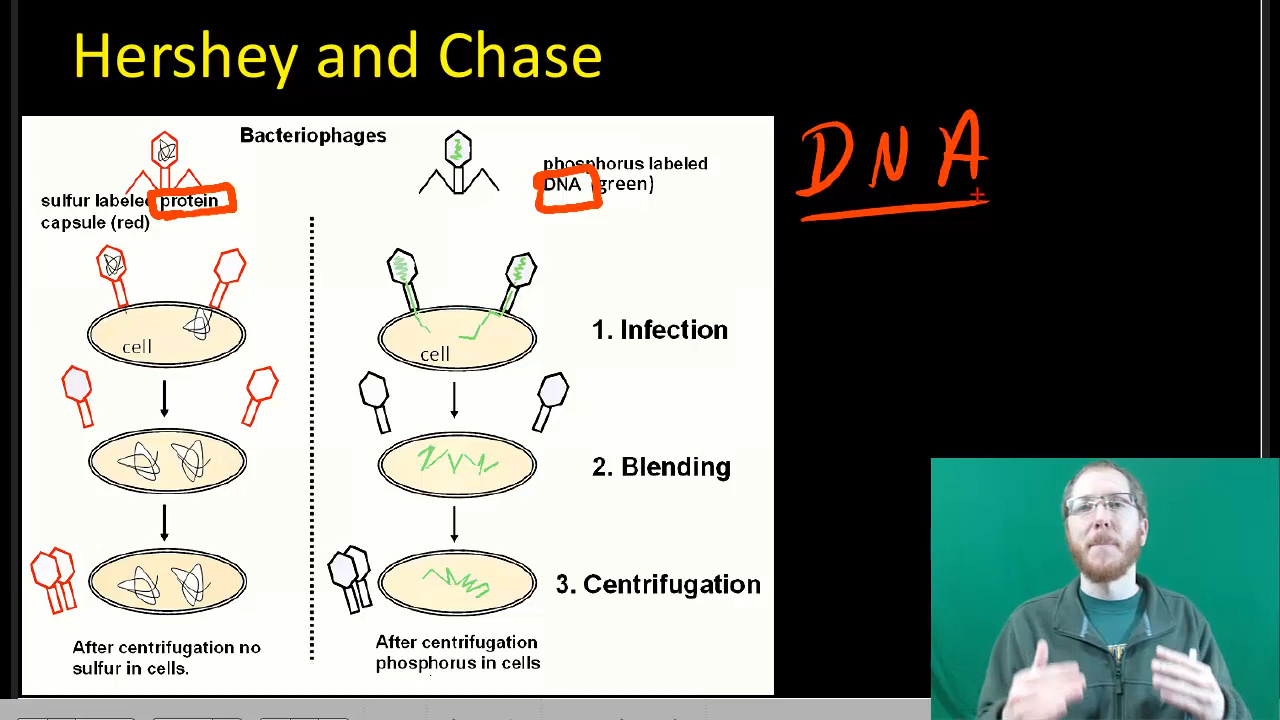 Hershey and Chase
DNA
Bacteriophages
sulfur labeled protein
capsule (red)
phosphorus labeled
DNA (green)
cell
cell
1. Infection
2. Blending
3. Centrifugation
After centrifugation no
sulfur in cells.
After centrifugation
phosphorus in cells